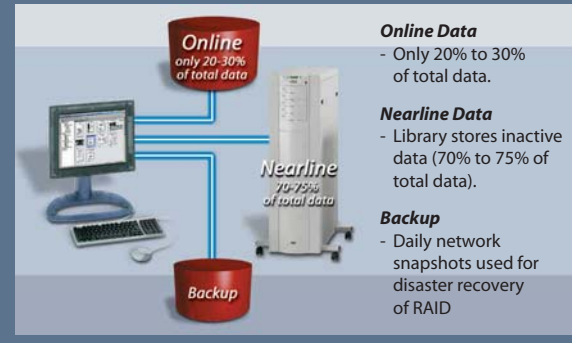 Online
only 20-30%
of total data
Nearline
70-75%
of total data
Backup
Online Data
- Only 20% to 30%
of total data.
Nearline Data
- Library stores inactive
data (70% to 75% of
total data).
Backup
- Daily network
snapshots used for
disaster recovery
of RAID